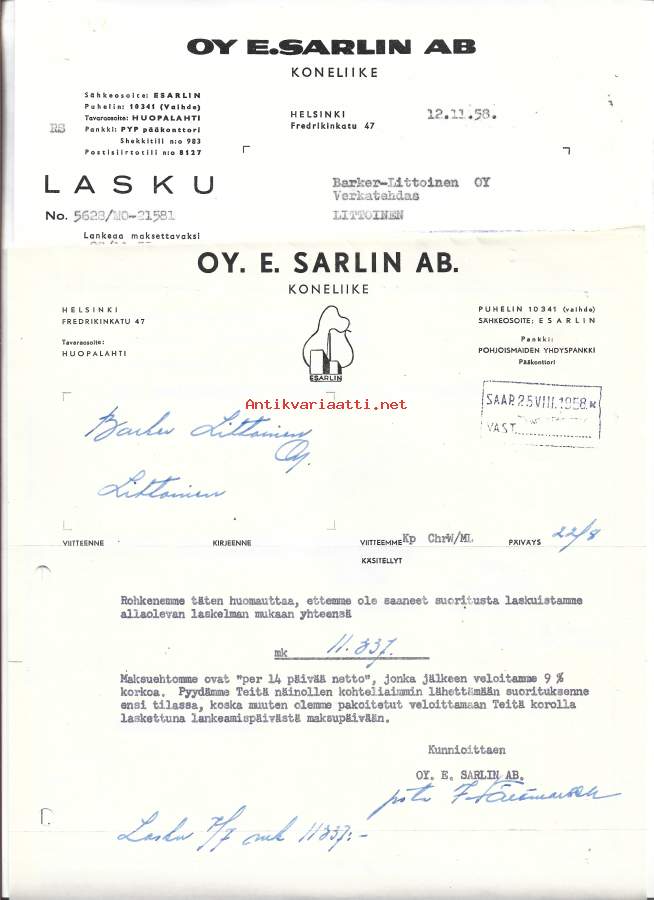 OY E.SARLIN AB
KONELIIKE
Sähkeosoite: ESARLIN
Puhelin: 10341 (Vaihde)
Tavaraosoite: HUOPALAHTI
RS Pankki: PYP pääkonttori
Shekkitili n:o 983
Postisiirtotili n:o 8127
HELSINKI
Fredrikinkatu 47
12.11.58.
LASKU
No. 5628/MO-21581
Lankeaa maksettavaksi
Barker-Littoinen OY
Verkatehdas
LITTOINEN
OY. E. SARLIN AB.
KONELIIKE
HELSINKI
FREDRIKINKATU 47
Tavaraosoite:
HUOPALAHTI
ESARLIN
PUHELIN 10341 (vaihde)
SÄHKEOSOITE: ESARLIN
Pankki:
POHJOISMAIDEN YHDYSPANKKI
Pääkonttori
Antikvariaatti.net
SAAP. 25 VIII. 1958
VAST.
Barker Littoinen
Oy.
Littoinen
VIITTEENNE KIRJEENNE VIITTEEMME Kp ChrW/ML PÄIVÄYS 22/8
KÄSITELLYT
Rohkenemme täten huomauttaa, ettemme ole saaneet suoritusta laskuistamme
allaolevan laskelman mukaan yhteensä
mk 11.337.
Maksuehtomme ovat "per 14 päivää netto", jonka jälkeen veloitamme 9 %
korkoa. Pyydämme Teitä näinollen kohteliaimmin lähettämään suorituksenne
ensi tilassa, koska muuten olemme pakoitetut veloittamaan Teitä korolla
laskettuna lankeamispäivästä maksupäivään.
Kunnioittaen
OY. E. SARLIN AB.
Lasku 7/7 mk 11337:-